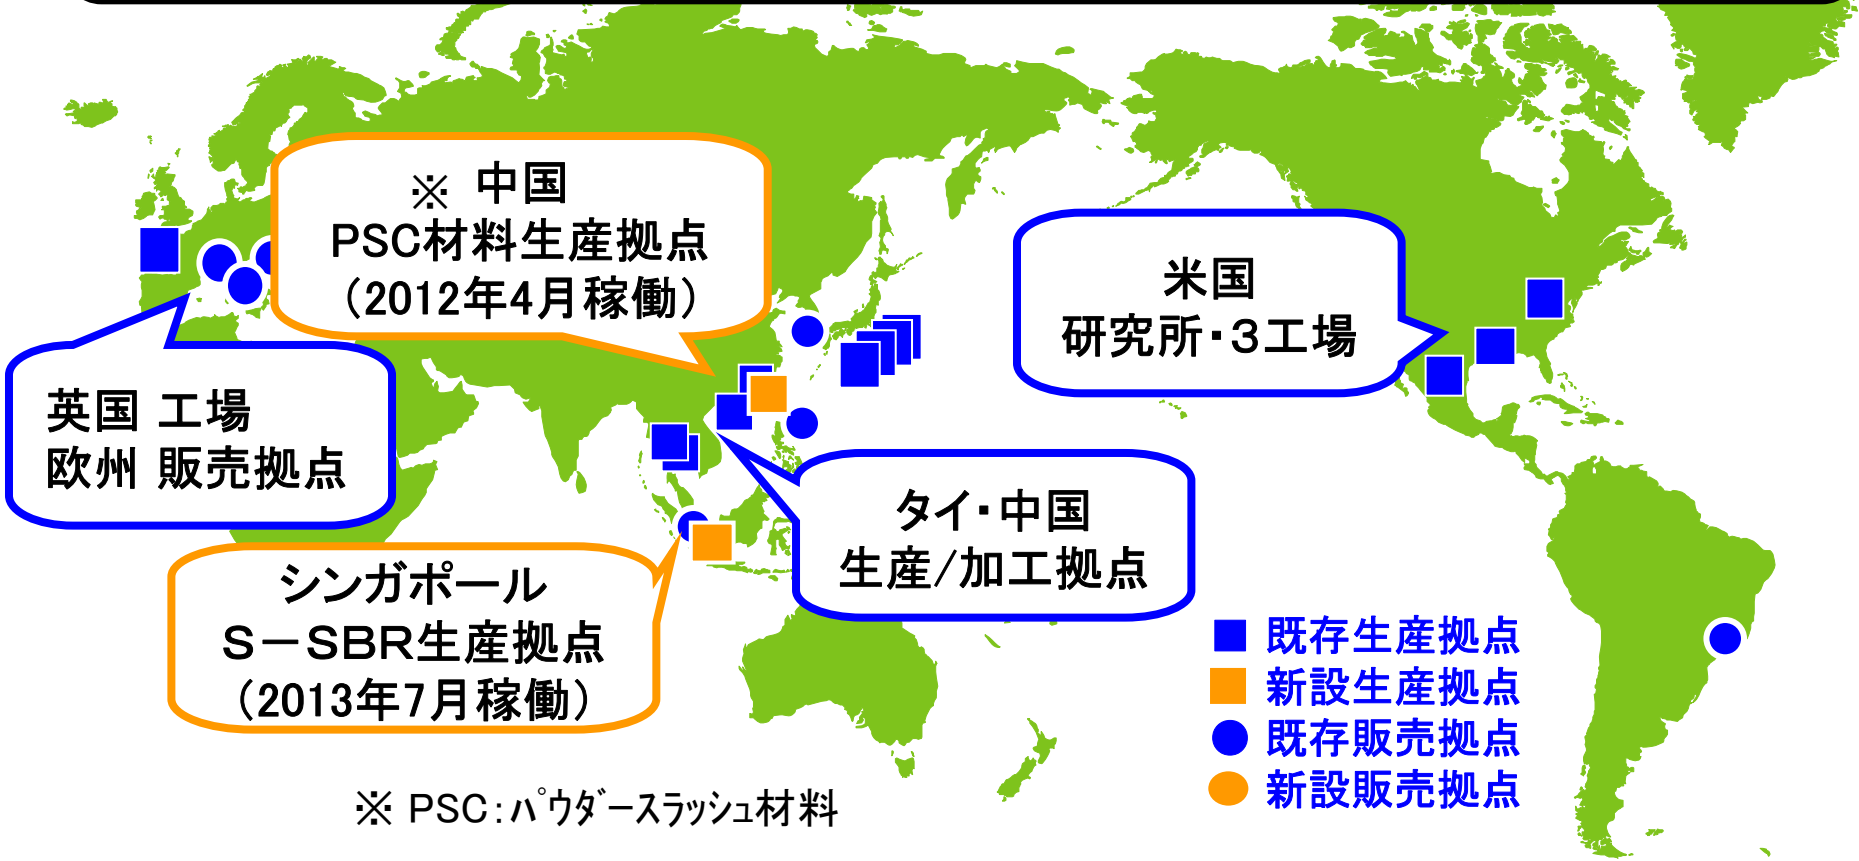 ※ 中国
PSC材料生産拠点
(2012年4月稼働)
米国
研究所・3工場
英国 工場
欧州 販売拠点
タイ・中国
生産/加工拠点
シンガポール
S－SBR生産拠点
(2013年7月稼働)
既存生産拠点
新設生産拠点
既存販売拠点
新設販売拠点
※ PSC:パウダースラッシュ材料